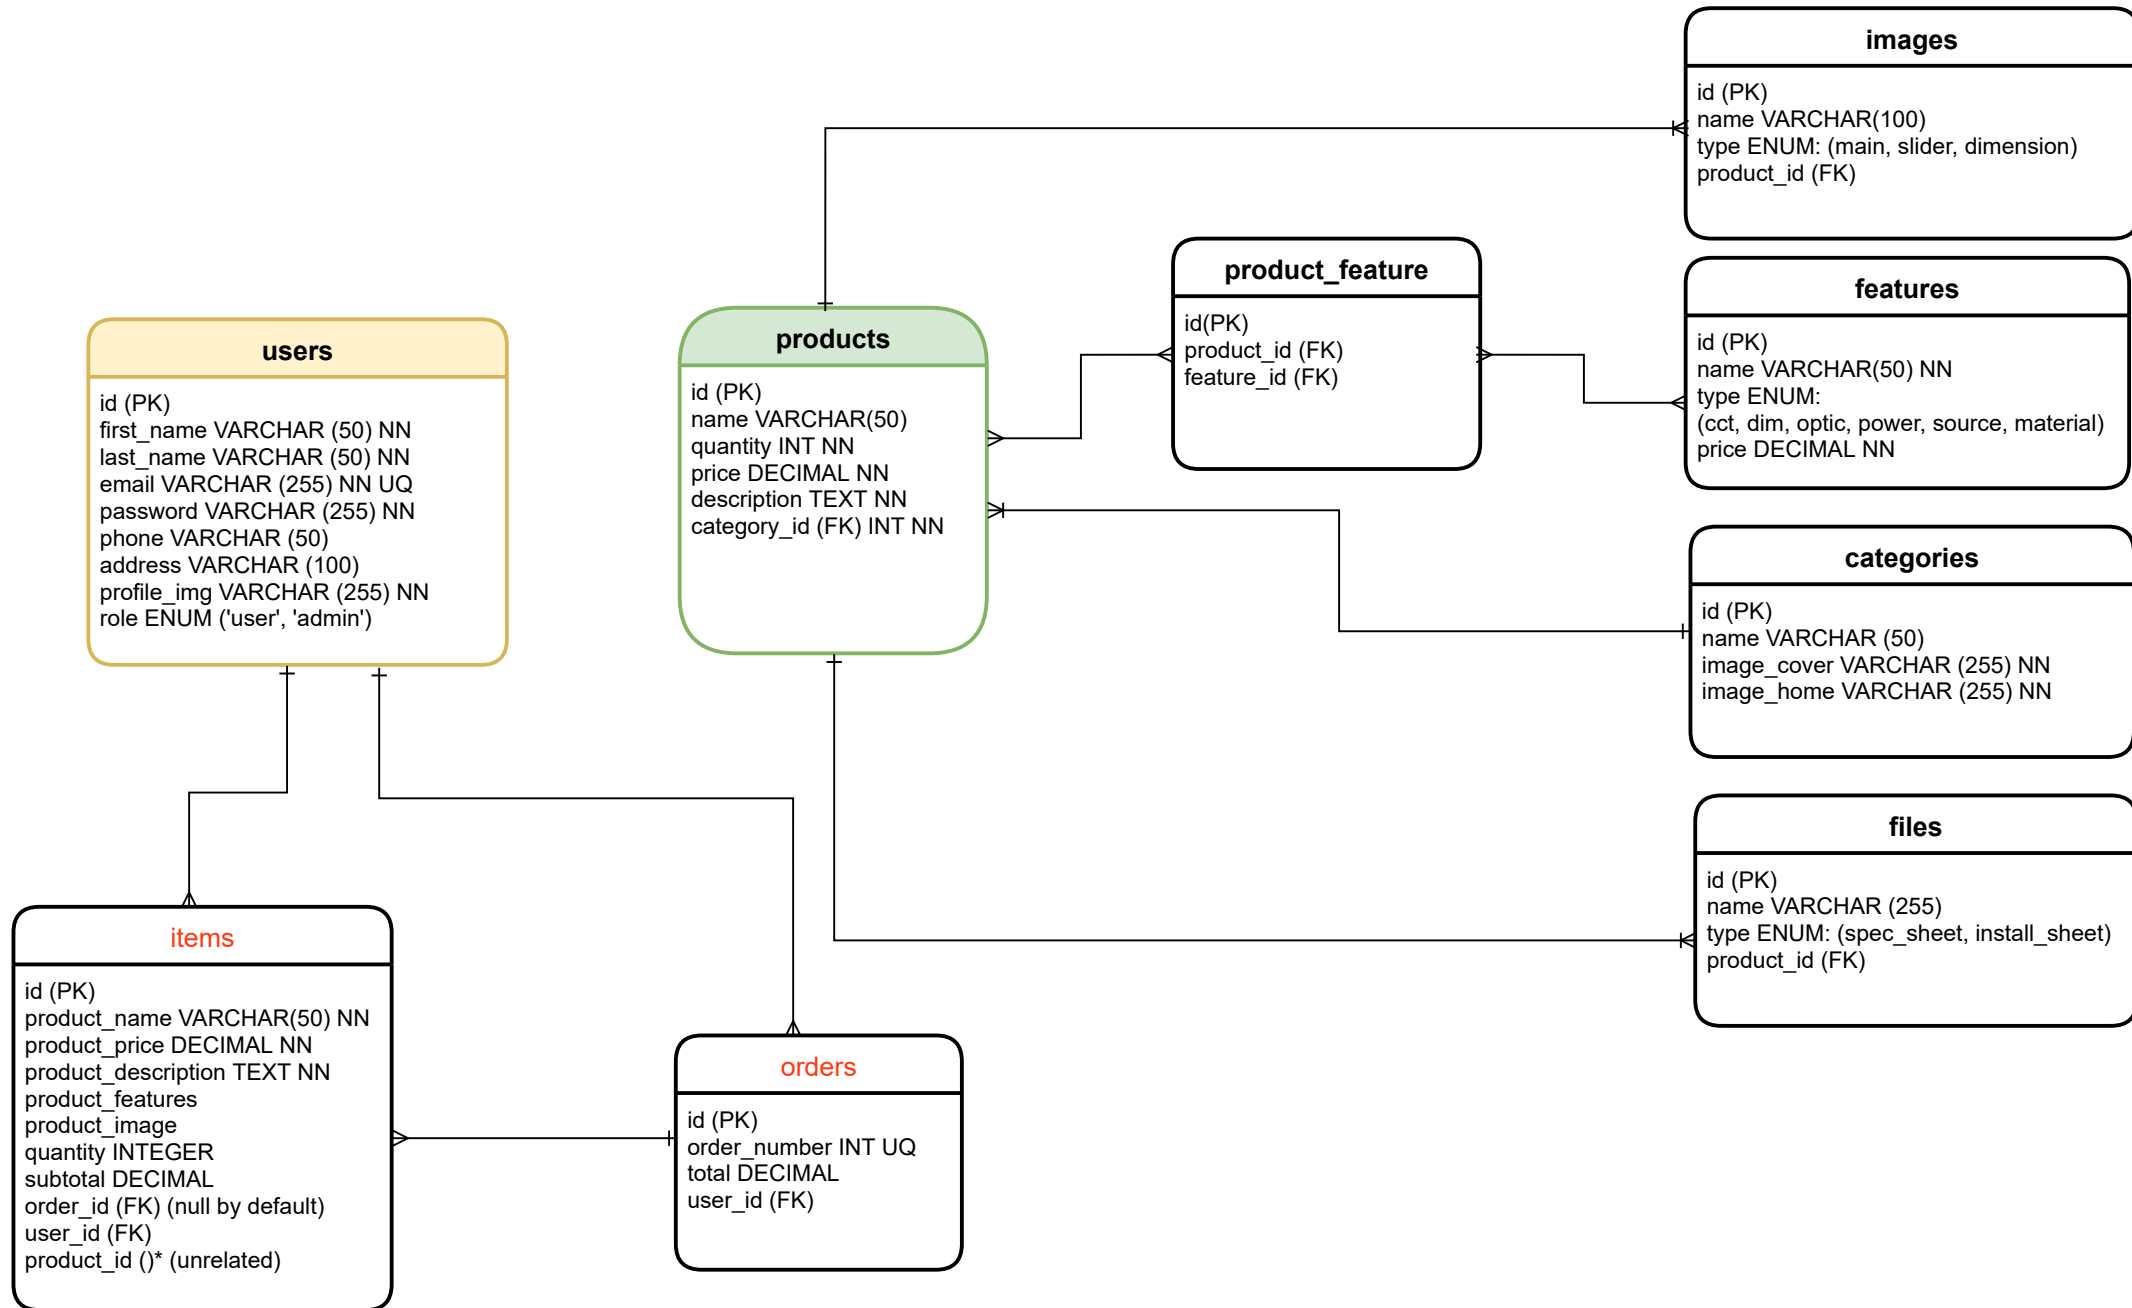 images
id (PK)
name VARCHAR(100)
type ENUM: (main, slider, dimension)
product_id (FK)
product_feature
id(PK)
product_id (FK)
feature_id (FK)
features
id (PK)
name VARCHAR(50) NN
type ENUM:
(cct, dim, optic, power, source, material)
price DECIMAL NN
users
id (PK)
first_name VARCHAR (50) NN
last_name VARCHAR (50) NN
email VARCHAR (255) NN UQ
password VARCHAR (255) NN
phone VARCHAR (50)
address VARCHAR (100)
profile_img VARCHAR (255) NN
role ENUM ('user', 'admin')
products
id (PK)
name VARCHAR(50)
quantity INT NN
price DECIMAL NN
description TEXT NN
category_id (FK) INT NN
categories
id (PK)
name VARCHAR (50)
image_cover VARCHAR (255) NN
image_home VARCHAR (255) NN
files
id (PK)
name VARCHAR (255)
type ENUM: (spec_sheet, install_sheet)
product_id (FK)
items
id (PK)
product_name VARCHAR(50) NN
product_price DECIMAL NN
product_description TEXT NN
product_features
product_image
quantity INTEGER
subtotal DECIMAL
order_id (FK) (null by default)
user_id (FK)
product_id ()* (unrelated)
orders
id (PK)
order_number INT UQ
total DECIMAL
user_id (FK)